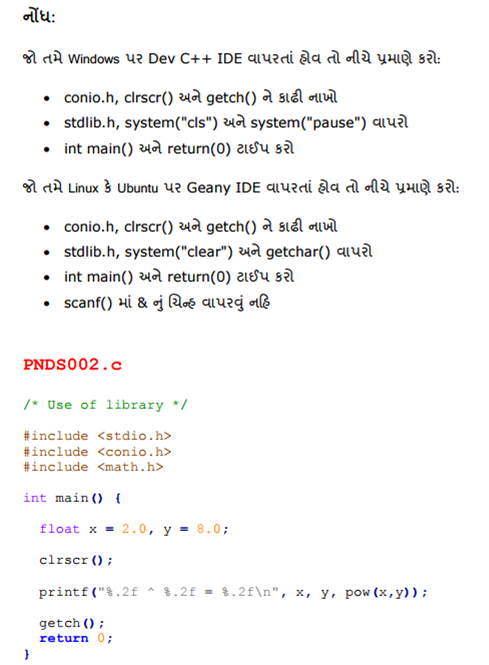 નોંધ:
જો તમે Windows પર Dev C++ IDE વાપરતાં હોવ તો નીચે પ્રમાણે કરો:
• conio.h, clrscr() અને getch() ને કાઢી નાખો
• stdlib.h, system("cls") અને system("pause") વાપરો
• int main() અને return(0) ટાઈપ કરો
જો તમે Linux કે Ubuntu પર Geany IDE વાપરતાં હોવ તો નીચે પ્રમાણે કરો:
• conio.h, clrscr() અને getch() ને કાઢી નાખો
• stdlib.h, system("clear") અને getchar() વાપરો
• int main() અને return(0) ટાઈપ કરો
• scanf() માં & નું ચિન્હ વાપરવું નહિ
PNDS002.c
/* Use of library */
#include <stdio.h>
#include <conio.h>
#include <math.h>
int main() {
float x = 2.0, y = 8.0;
clrscr();
printf("%.2f ^ %.2f = %.2f\n", x, y, pow(x,y));
getch();
return 0;
}